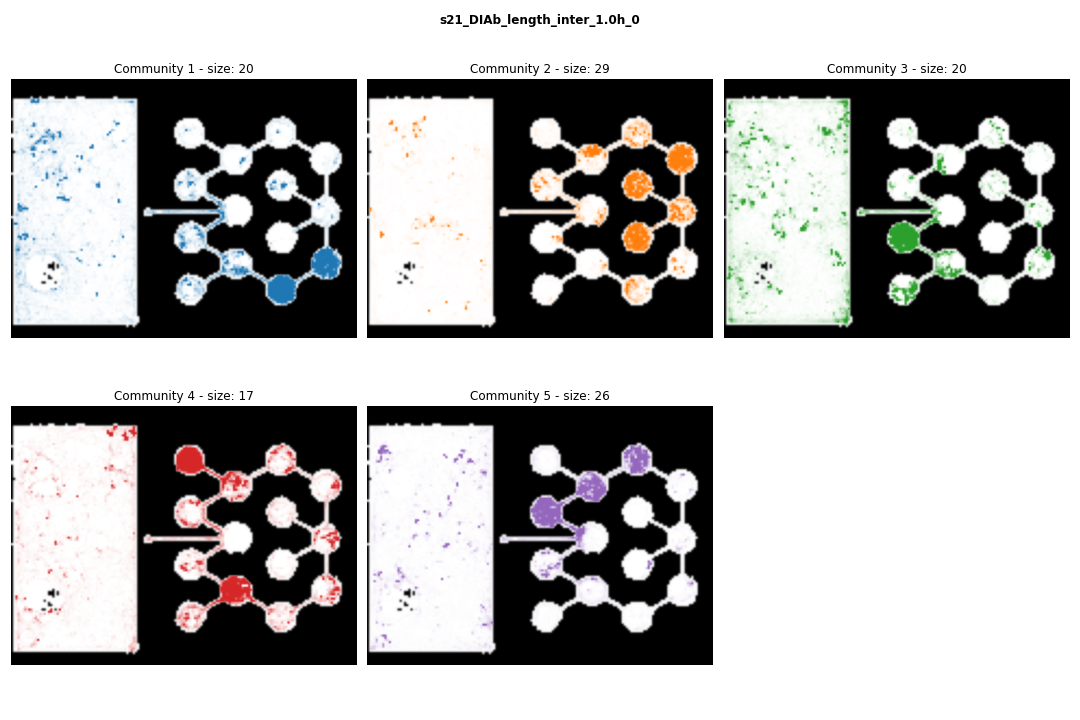 s21_DIAb_length_inter_1.0h_0
Community 1 - size: 20
Community 2 - size: 29
Community 3 - size: 20
Community 4 - size: 17
Community 5 - size: 26